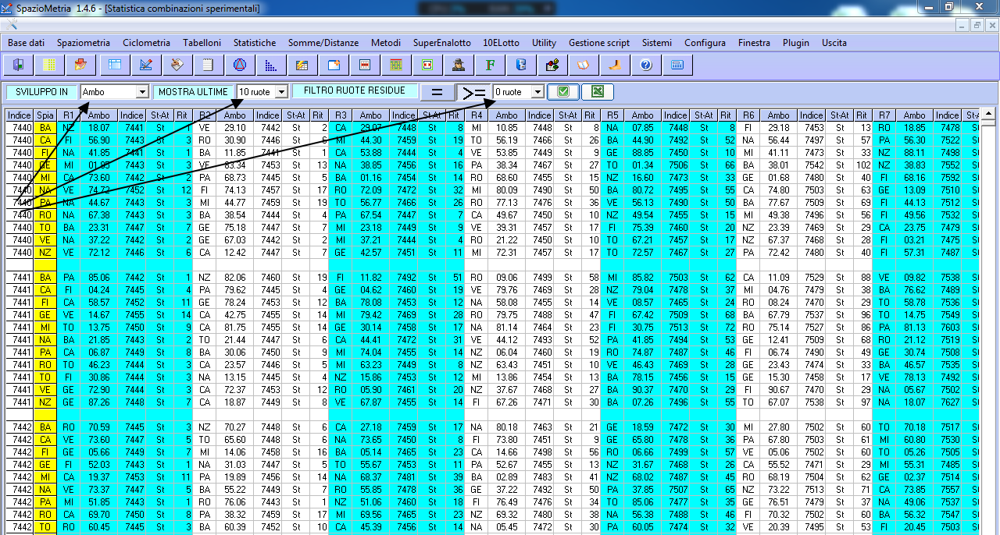 SpazioMetria 1.4.6 - [Statistica combinazioni sperimentali]
Base dati Spaziometria Ciclometria Tabelloni Statistiche Somme/Distanze Metodi SuperEnalotto 10ELotto Utility Gestione script Sistemi Configura Finestra Plugin Uscita
SVILUPPO IN Ambo MOSTRA ULTIME 10 ruote FILTRO RUOTE RESIDUE = >= 0 ruote
Indice Spia R1 Ambo Indice St-At Rit R2 Ambo Indice St-At Rit R3 Ambo Indice St-At Rit R4 Ambo Indice St-At Rit R5 Ambo Indice St-At Rit R6 Ambo Indice St-At Rit R7 Ambo Indice
7440 BA NZ 18.07 7441 St 1 VE 29.10 7442 St 2 CA 29.07 7448 St 8 MI 10.85 7448 St 8 NA 07.85 7448 St 8 FI 29.18 7453 St 13 RO 18.85 7478
7440 CA FI 56.90 7443 St 3 RO 30.90 7446 St 6 MI 44.30 7459 St 19 TO 56.19 7466 St 26 BA 44.90 7492 St 52 NA 56.44 7497 St 57 PA 56.30 7522
7440 FI NA 41.85 7441 St 1 BA 11.85 7441 St 1 CA 53.88 7444 St 4 VE 53.85 7449 St 9 GE 88.85 7450 St 10 MI 41.11 7473 St 33 NZ 88.11 7498
7440 GE MI 7443 St 3 VE 83.34 7453 St 13 NA 38.85 7456 St 16 PA 38.34 7467 St 27 TO 01.34 7506 St 66 BA 38.01 7542 St 102 NZ 38.83 7552
7440 MI CA 73.60 7442 St 2 PA 68.73 7445 St 5 BA 01.16 7454 St 14 RO 68.60 7455 St 15 NZ 16.60 7473 St 33 GE 01.68 7480 St 40 FI 68.16 7592
7440 NA VE 74.72 7452 St 12 FI 74.13 7457 St 17 RO 72.09 7472 St 32 MI 80.09 7490 St 50 BA 80.72 7495 St 55 CA 74.80 7503 St 63 GE 13.09 7510
7440 PA NA 44.67 7443 St 3 MI 44.77 7459 St 19 TO 56.77 7466 St 26 RO 77.13 7476 St VE 56.13 7490 St 50 BA 77.67 7509 St 69 FI 44.13 7512
7440 RO NA 67.38 7443 St 3 BA 38.54 7444 St 4 PA 67.54 7447 St 7 CA 49.67 7450 St 10 NZ 49.54 7455 St 15 MI 49.38 7496 St 56 FI 49.56 7532
7440 TO BA 23.31 7447 St 7 GE 75.18 7447 St 7 MI 23.18 7449 St 9 VE 39.31 7457 St 17 FI 75.39 7460 St 20 NZ 23.39 7469 St 29 CA 23.75 7479
7440 VE NA 37.22 7442 St 2 GE 67.03 7442 St 2 MI 37.21 7444 St 4 RO 21.22 7450 St 10 TO 67.21 7457 St 17 NZ 67.37 7468 St 28 FI 03.21 7475
7440 NZ VE 72.12 7446 St 6 CA 12.42 7447 St 7 GE 42.57 7451 St 11 MI 72.31 7457 St 17 TO 72.57 7467 St 27 PA 72.42 7480 St 40 FI 57.31 7487
7441 BA PA 85.06 7442 St 1 NZ 82.06 7460 St 19 FI 11.82 7492 St 51 RO 09.06 7499 St 58 MI 85.82 7503 St 62 CA 11.09 7529 St 88 VE 09.82 7538
7441 CA FI 04.24 7445 St 4 PA 79.62 7445 St 4 GE 04.62 7460 St 19 VE 79.76 7469 St 28 NZ 79.04 7478 St 37 MI 04.76 7479 St 38 BA 76.62 7489
7441 FI CA 58.57 7452 St 11 GE 78.24 7453 St 12 BA 78.08 7453 St 12 NA 58.08 7455 St 14 VE 08.57 7465 St 24 RO 08.24 7470 St 29 TO 58.78 7536
7441 GE VE 14.67 7455 St 14 CA 42.75 7455 St 14 MI 79.42 7469 St 28 RO 79.75 7488 St 47 FI 67.42 7509 St 68 BA 67.79 7537 St 96 TO 14.75 7549
7441 MI TO 13.75 7450 St 9 CA 81.75 7455 St 14 GE 30.14 7458 St 17 NA 81.14 7464 St 23 FI 30.75 7513 St 72 RO 75.14 7527 St 86 PA 81.13 7603
7441 NA BA 21.85 7443 St 2 TO 21.44 7447 St 6 CA 44.41 7472 St 31 VE 44.12 7493 St 52 PA 41.85 7494 St 53 GE 12.41 7509 St 68 RO 21.12 7519
7441 PA CA 06.87 7449 St 8 BA 30.06 7450 St 9 MI 74.04 7455 St 14 NZ 06.04 7460 St 19 RO 74.87 7487 St 46 FI 06.74 7490 St 49 GE 30.74 7508
7441 RO TO 46.23 7444 St 3 CA 23.57 7446 St 5 MI 63.23 7449 St 8 NZ 63.43 7451 St 10 VE 46.43 7469 St 28 GE 23.43 7474 St 33 BA 46.57 7535
7441 TO FI 30.86 7444 St 3 NA 13.15 7445 St 4 NZ 15.86 7453 St 12 MI 13.86 7454 St 13 BA 78.15 7456 St 15 GE 15.30 7458 St 17 VE 78.13 7492
7441 VE GE 72.90 7444 St 3 CA 72.37 7453 St 12 RO 05.90 7461 St 20 NZ 37.67 7468 St 27 BA 90.37 7470 St 29 FI 90.67 7470 St 29 NA 05.67 7502
7441 NZ GE 87.26 7448 St 7 CA 18.87 7449 St 8 VE 67.87 7455 St 14 FI 67.26 7471 St 30 BA 07.26 7496 St 55 TO 67.07 7538 St 97 NA 18.07 7627
7442 BA RO 70.59 7445 St 3 NZ 70.27 7448 St 6 CA 27.18 7459 St 17 NA 80.18 7463 St 21 GE 18.59 7472 St 30 MI 27.80 7502 St 60 TO 70.18 7517
7442 CA VE 73.60 7447 St 5 TO 65.60 7448 St 6 NA 73.65 7450 St 8 FI 73.80 7451 St 9 GE 65.80 7478 St 36 PA 65.78 7503 St 61 MI 60.80 7530
7442 FI GE 05.66 7449 St 7 MI 14.06 7458 St 16 BA 05.14 7465 St 23 CA 14.66 7498 St 56 RO 06.66 7499 St 57 VE 05.06 7502 St 60 TO 05.26 7505
7442 GE FI 52.03 7443 St 1 NA 31.03 7447 St 5 TO 55.67 7453 St 11 PA 52.67 7455 St 13 NZ 31.67 7468 St 26 CA 55.52 7471 St 29 MI 55.31 7485
7442 MI CA 19.37 7453 St 11 PA 19.89 7456 St 14 NA 68.37 7481 St 39 BA 02.89 7483 St 41 NZ 68.02 7487 St 45 RO 68.19 7504 St 62 GE 02.37 7514
7442 NA VE 73.37 7447 St 5 BA 55.22 7449 St 7 RO 55.85 7478 St 36 GE 37.22 7492 St 50 PA 37.85 7507 St 65 NZ 73.22 7513 St 71 CA 73.85 7557
7442 PA MI 51.85 7443 St 1 RO 76.06 7443 St 1 NZ 51.06 7460 St 18 FI 76.49 7476 St 34 TO 85.06 7477 St 35 GE 76.51 7479 St 37 NA 49.06 7537
7442 RO CA 69.70 7450 St 8 PA 38.32 7459 St 17 MI 69.56 7465 St 23 NZ 69.32 7480 St 38 NA 56.38 7488 St 46 FI 70.32 7502 St 60 BA 56.32 7547
7442 TO RO 60.45 7445 St 3 BA 60.39 7452 St 10 CA 45.39 7456 St 14 NA 05.45 7472 St 30 PA 60.05 7474 St 32 VE 20.39 7495 St 53 FI 20.45 7505